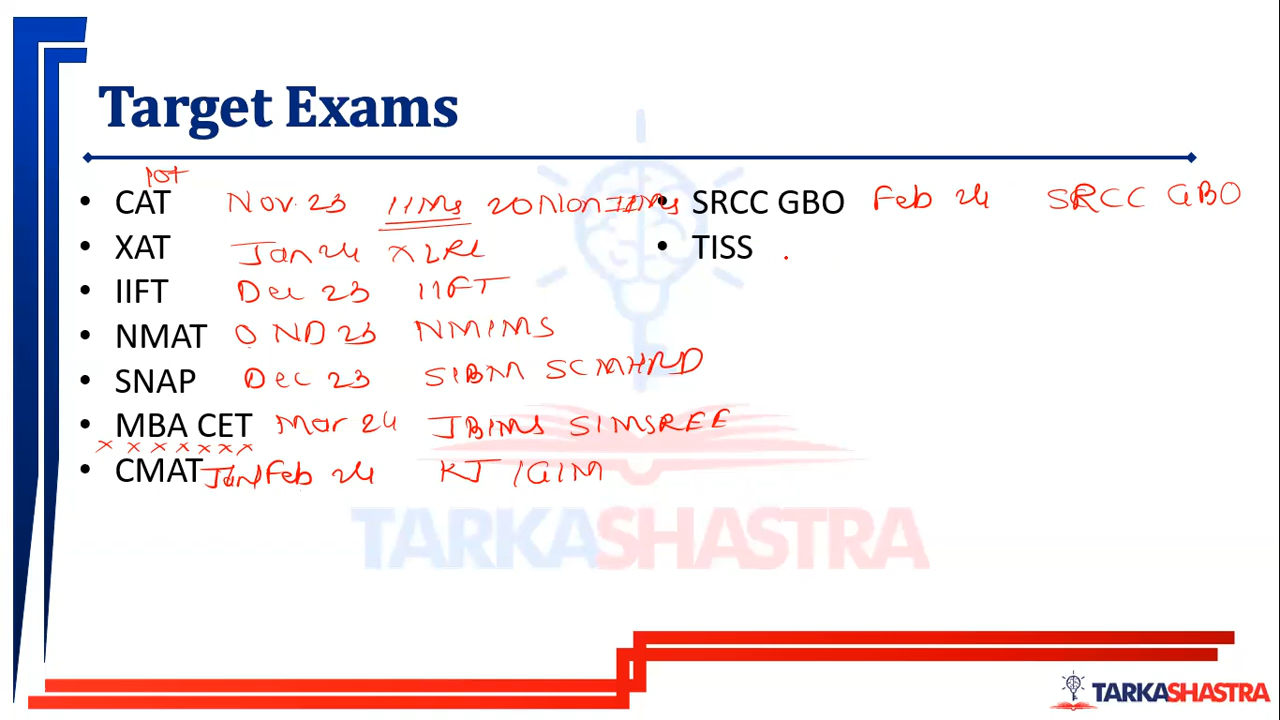 Target Exams
• CAT Nov. 23 IIMs 20 Non IIMs
• XAT Jan 24 XLRI
• IIFT Dec 23 IIFT
• NMAT OND 23 NMIMS
• SNAP Dec 23 SIBM SCMHRD
• MBA CET Mar 24 JBIMS SIMSREE
x x x x x x x
• CMAT Jan/Feb 24 KJ / GIM
• SRCC GBO Feb 24 SRCC GBO
• TISS
TARKASHASTRA
TARKASHASTRA